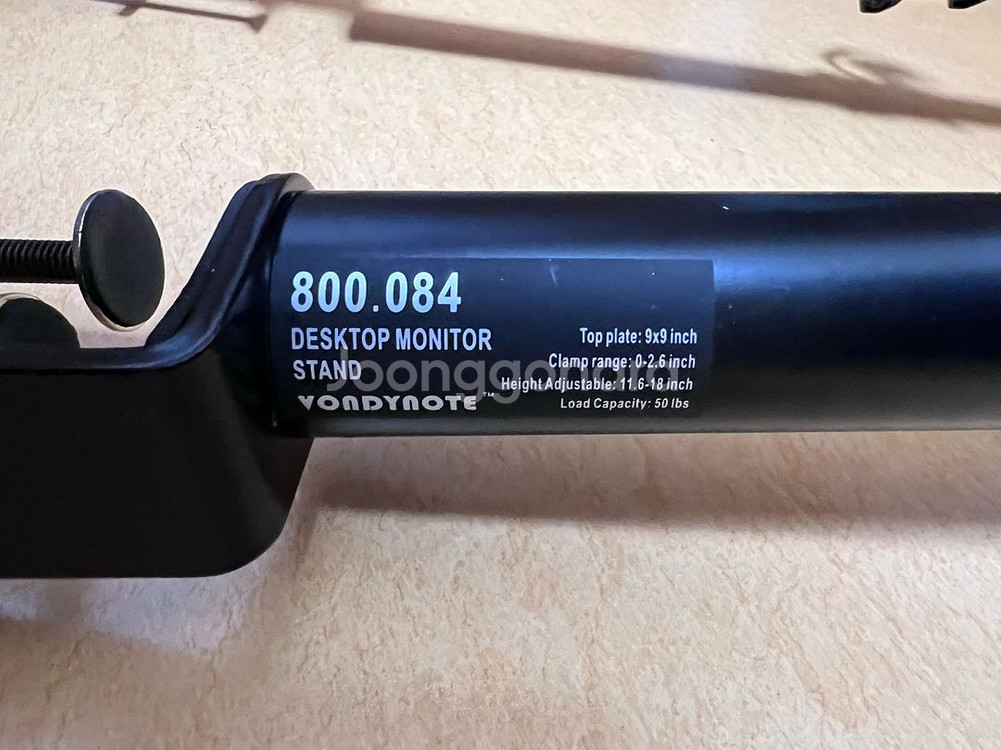 800.084
DESKTOP MONITOR
STAND
VONDYNOTE™
Top plate: 9x9 inch
Clamp range: 0-2.6 inch
Height Adjustable: 11.6-18 inch
Load Capacity: 50 lbs
Joonggonara